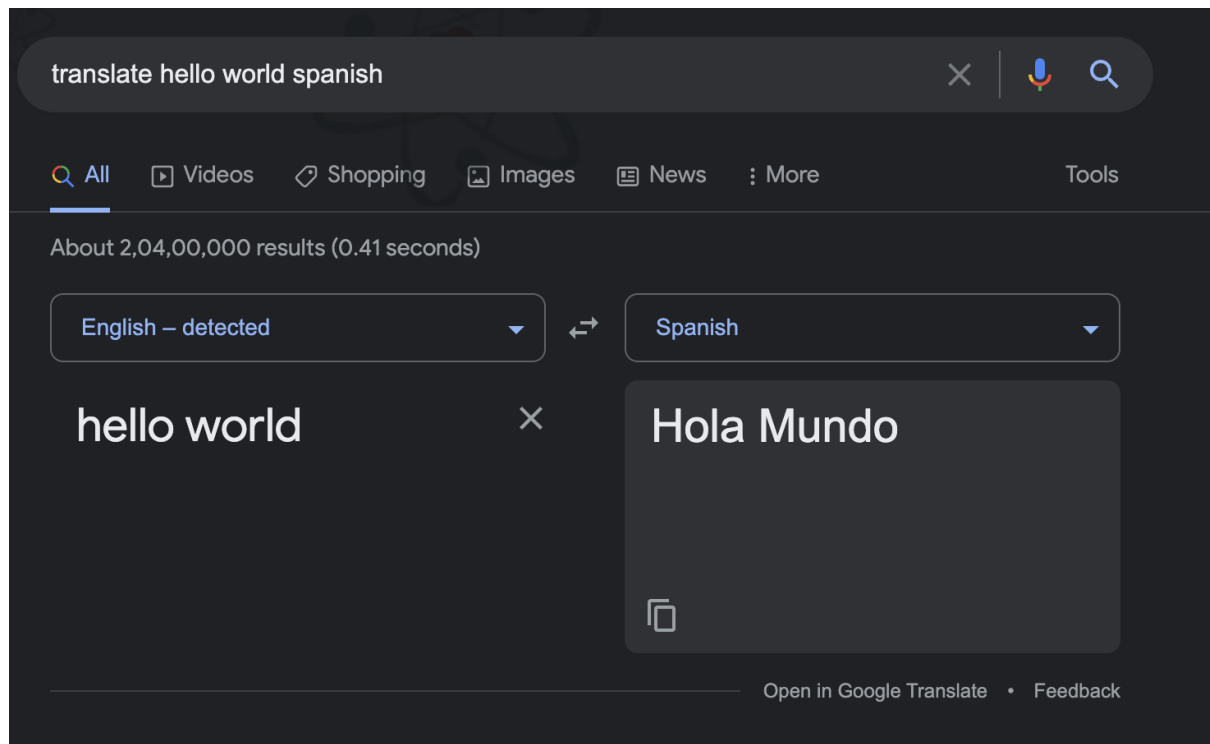 translate hello world spanish
All Videos Shopping Images News More Tools
About 2,04,00,000 results (0.41 seconds)
English – detected Spanish
hello world Hola Mundo
Open in Google Translate • Feedback